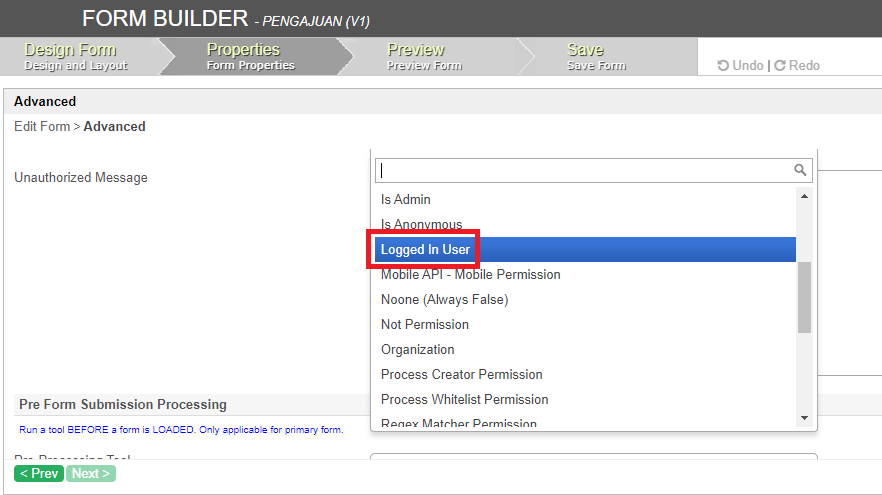 FORM BUILDER - PENGAJUAN (V1)
Design Form
Design and Layout
Properties
Form Properties
Preview
Preview Form
Save
Save Form
Undo | Redo
Advanced
Edit Form > Advanced
Unauthorized Message
Is Admin
Is Anonymous
Logged In User
Mobile API - Mobile Permission
Noone (Always False)
Not Permission
Organization
Process Creator Permission
Process Whitelist Permission
Regex Matcher Permission
Pre Form Submission Processing
Run a tool BEFORE a form is LOADED. Only applicable for primary form.
Pre-Processing Tool
< Prev Next >